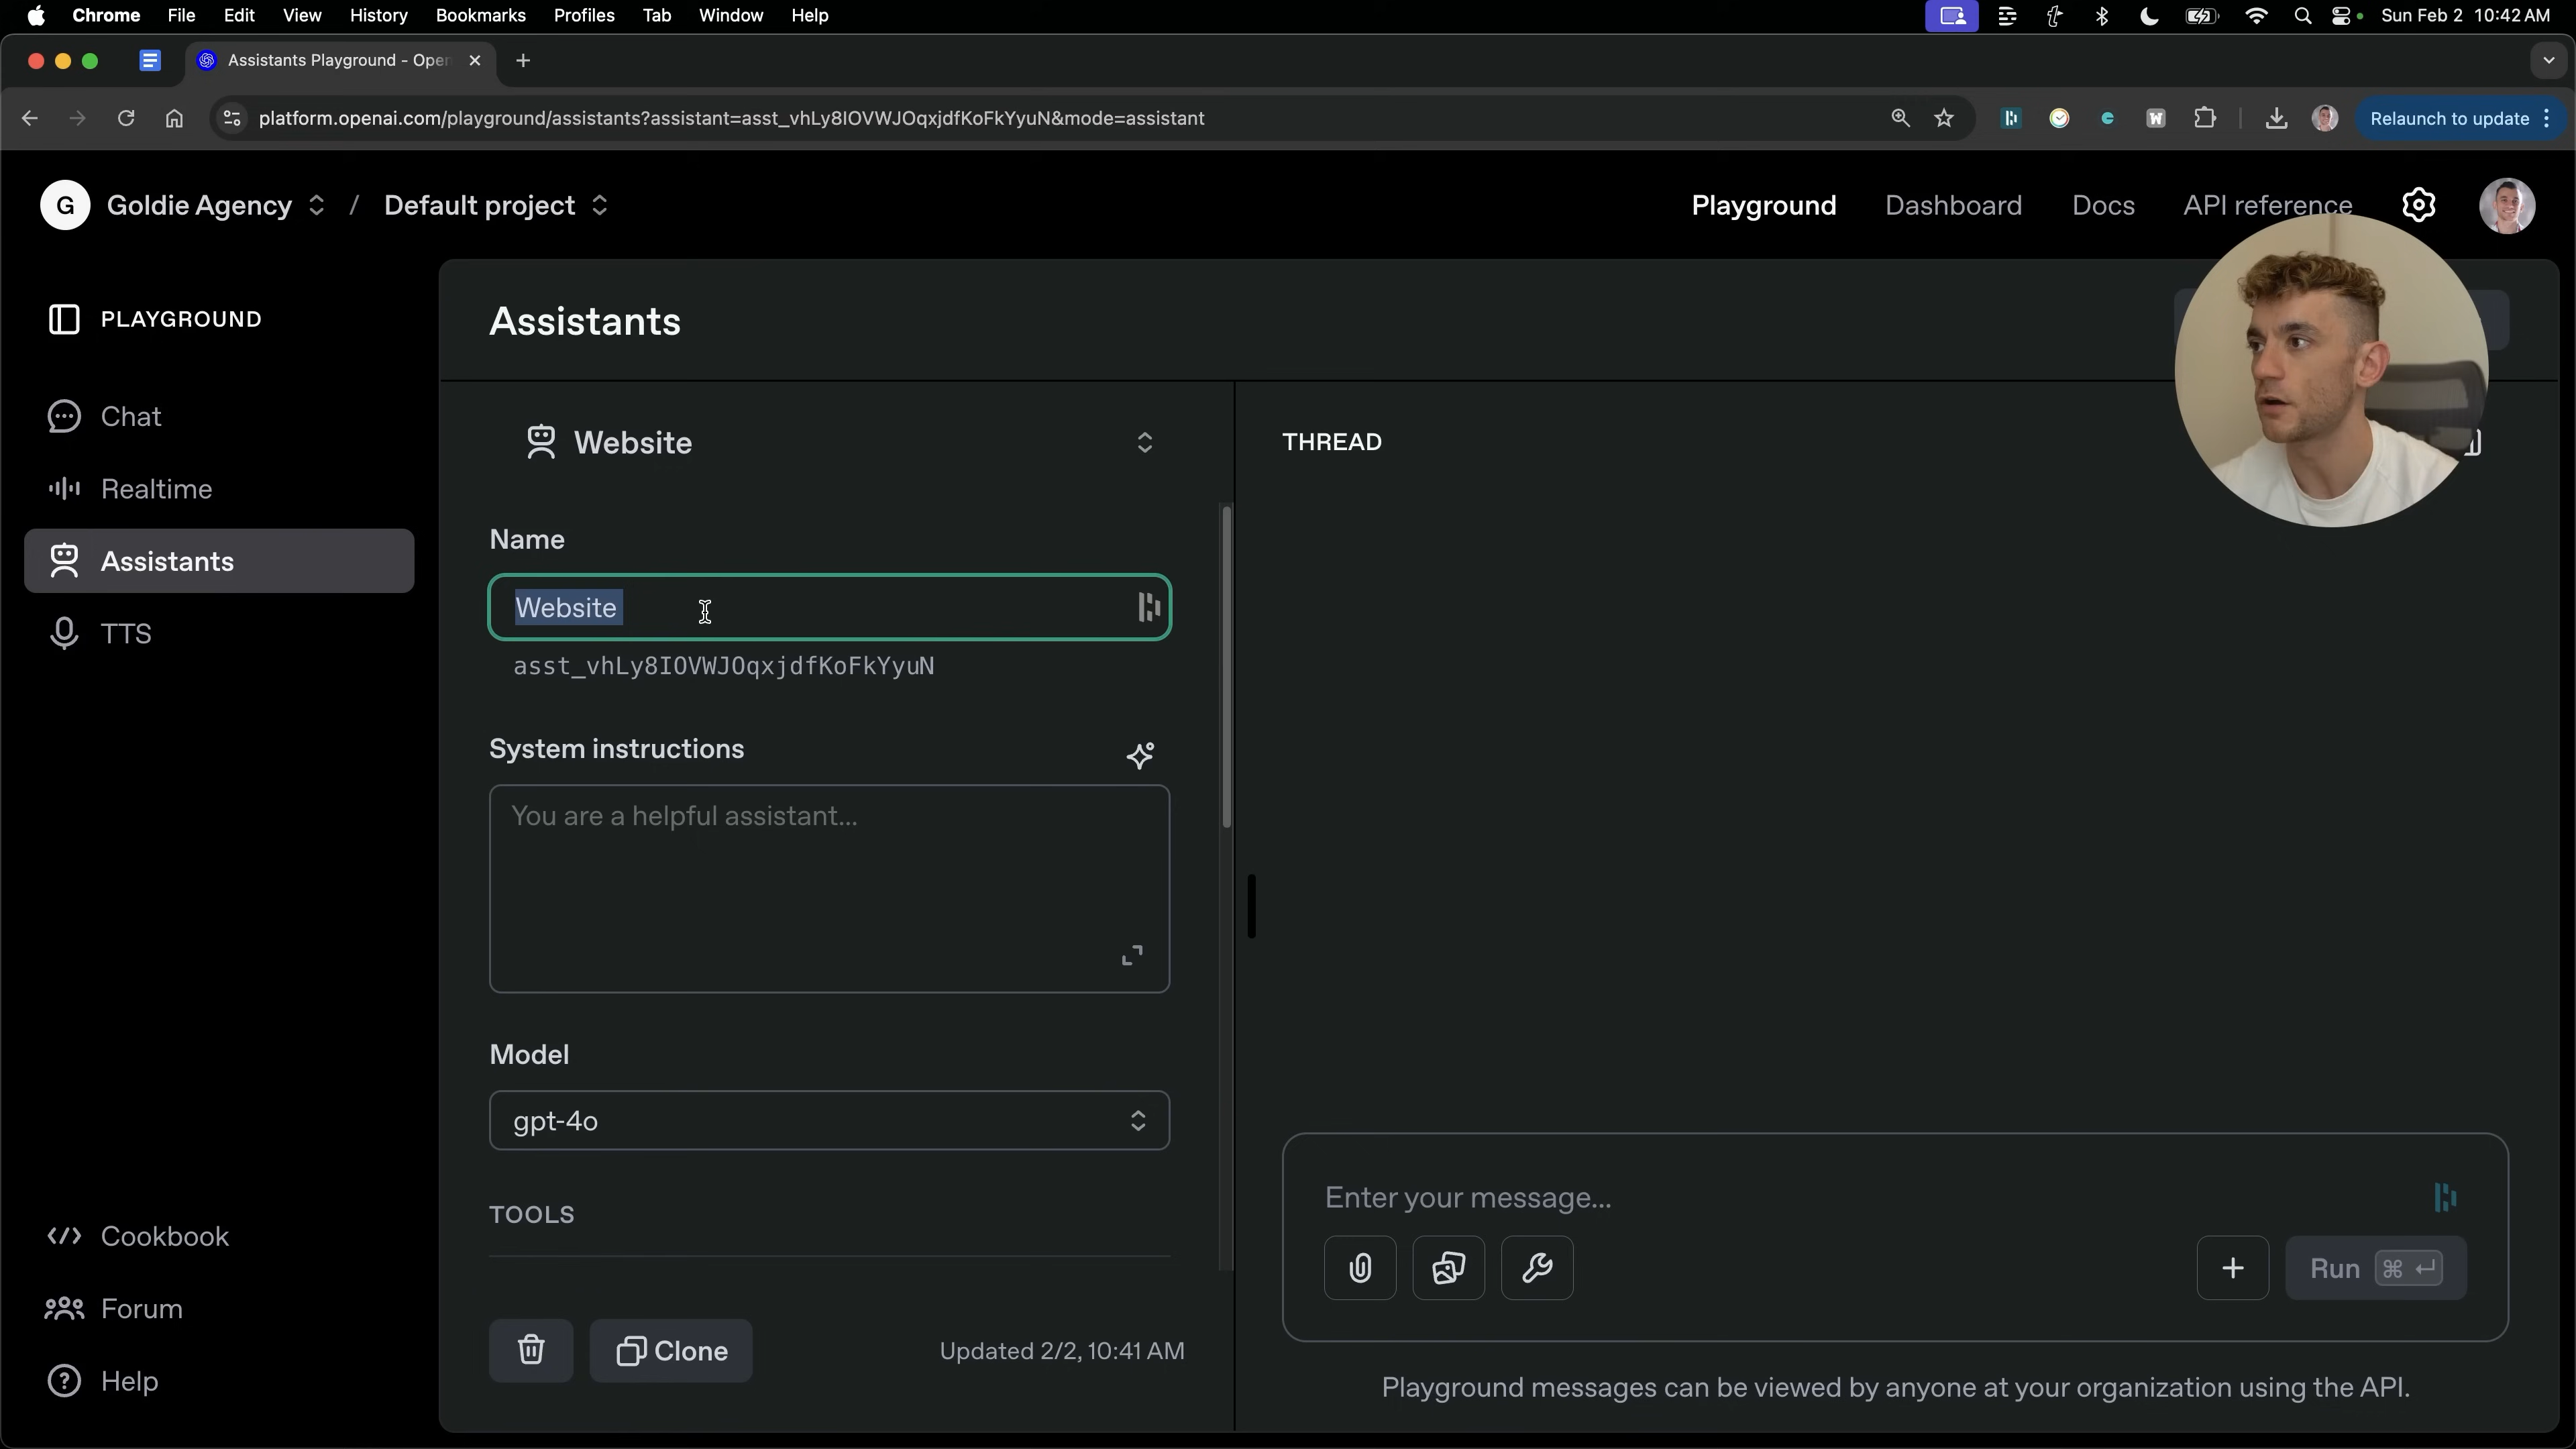 Chrome File Edit View History Bookmarks Profiles Tab Window Help
Sun Feb 2 10:42 AM
Assistants Playground - Open
platform.openai.com/playground/assistants?assistant=asst_vhLy8IOVWJOqxjdfKoFkYyuN&mode=assistant
Relaunch to update
G Goldie Agency / Default project
Playground Dashboard Docs API reference
PLAYGROUND
Chat
Realtime
Assistants
TTS
Cookbook
Forum
Help
Assistants
Website
Name
Website
asst_vhLy8IOVWJOqxjdfKoFkYyuN
System instructions
You are a helpful assistant...
Model
gpt-4o
TOOLS
Clone
Updated 2/2, 10:41 AM
THREAD
Enter your message...
Run ⌘ ↵
Playground messages can be viewed by anyone at your organization using the API.